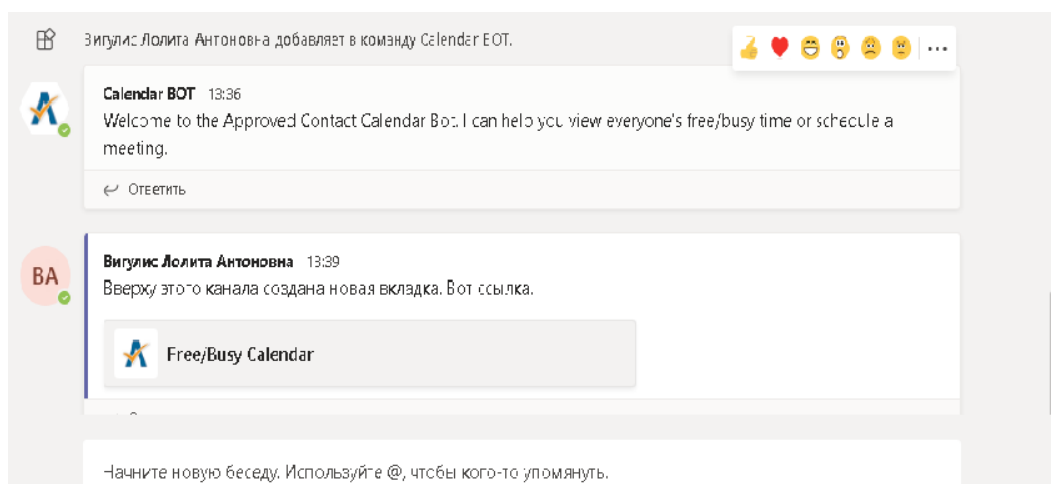 Вигулис Лолита Антоновна добавляет в команду Calendar BOT.
Calendar BOT 13:36
Welcome to the Approved Contact Calendar Bot. I can help you view everyone's free/busy time or schedule a
meeting.
Ответить
ВА
Вигулис Лолита Антоновна 13:39
Вверху этого канала создана новая вкладка. Вот ссылка.
Free/Busy Calendar
Начните новую беседу. Используйте @, чтобы кого-то упомянуть.